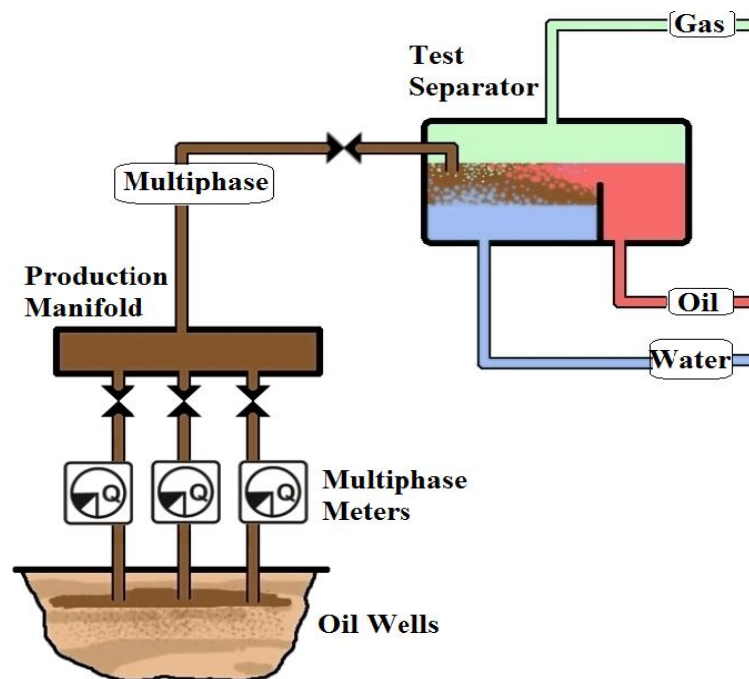 Gas
Test
Separator
Multiphase
Production
Manifold
Oil
Water
Q
Q
Q
Multiphase
Meters
Oil Wells